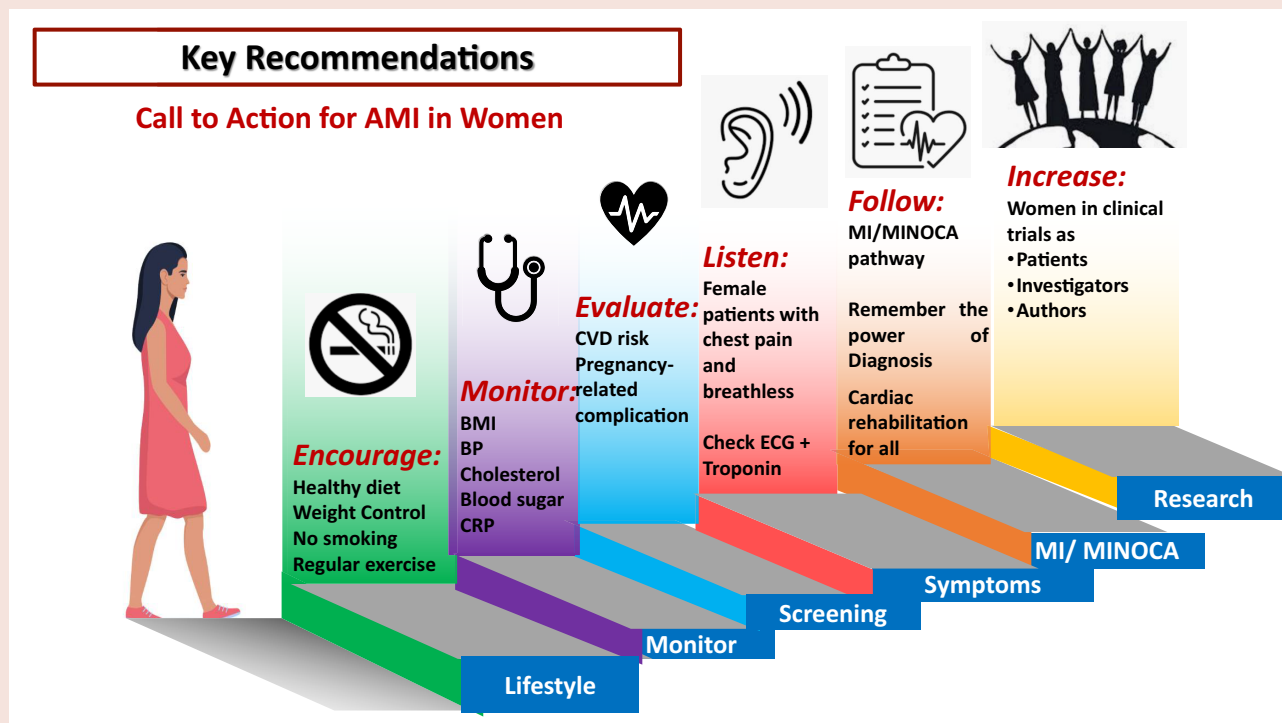 Key Recommendations
Call to Action for AMI in Women
Encourage:
Healthy diet
Weight Control
No smoking
Regular exercise
Lifestyle
Monitor:
BMI
BP
Cholesterol
Blood sugar
CRP
Monitor
Evaluate:
CVD risk
Pregnancy-
related
complication
Screening
Listen:
Female
patients with
chest pain
and
breathless
Check ECG +
Troponin
Symptoms
Follow:
MI/MINOCA
pathway
Remember the
power of
Diagnosis
Cardiac
rehabilitation
for all
MI/ MINOCA
Increase:
Women in clinical
trials as
•Patients
•Investigators
•Authors
Research